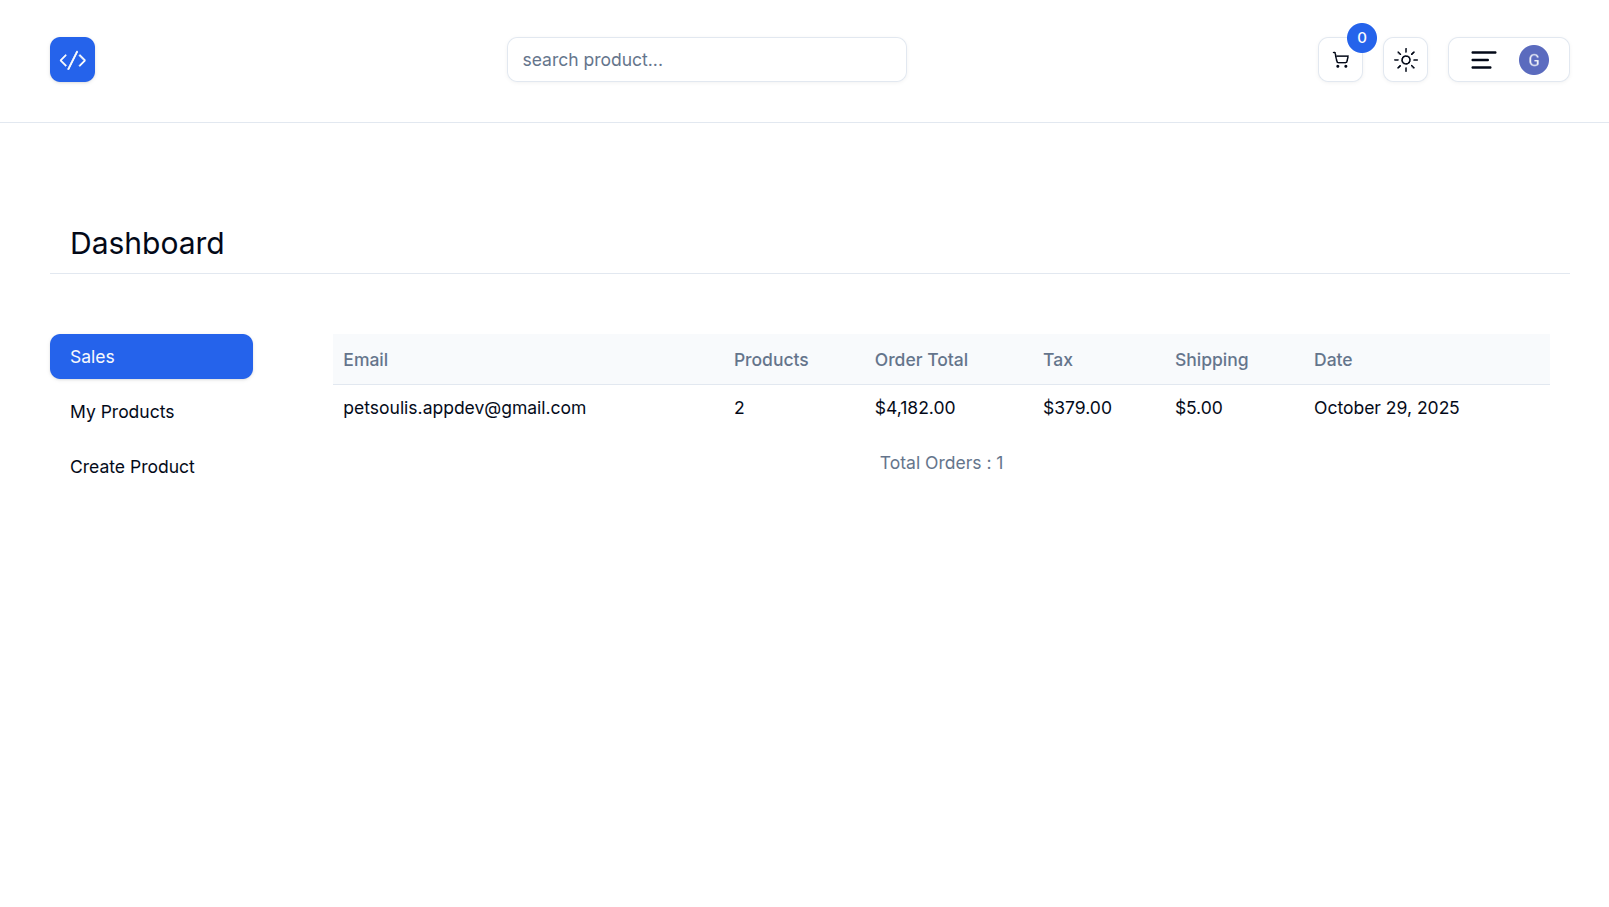 </>
search product...
0
G
Dashboard
Sales
My Products
Create Product
Email Products Order Total Tax Shipping Date
petsoulis.appdev@gmail.com 2 $4,182.00 $379.00 $5.00 October 29, 2025
Total Orders : 1